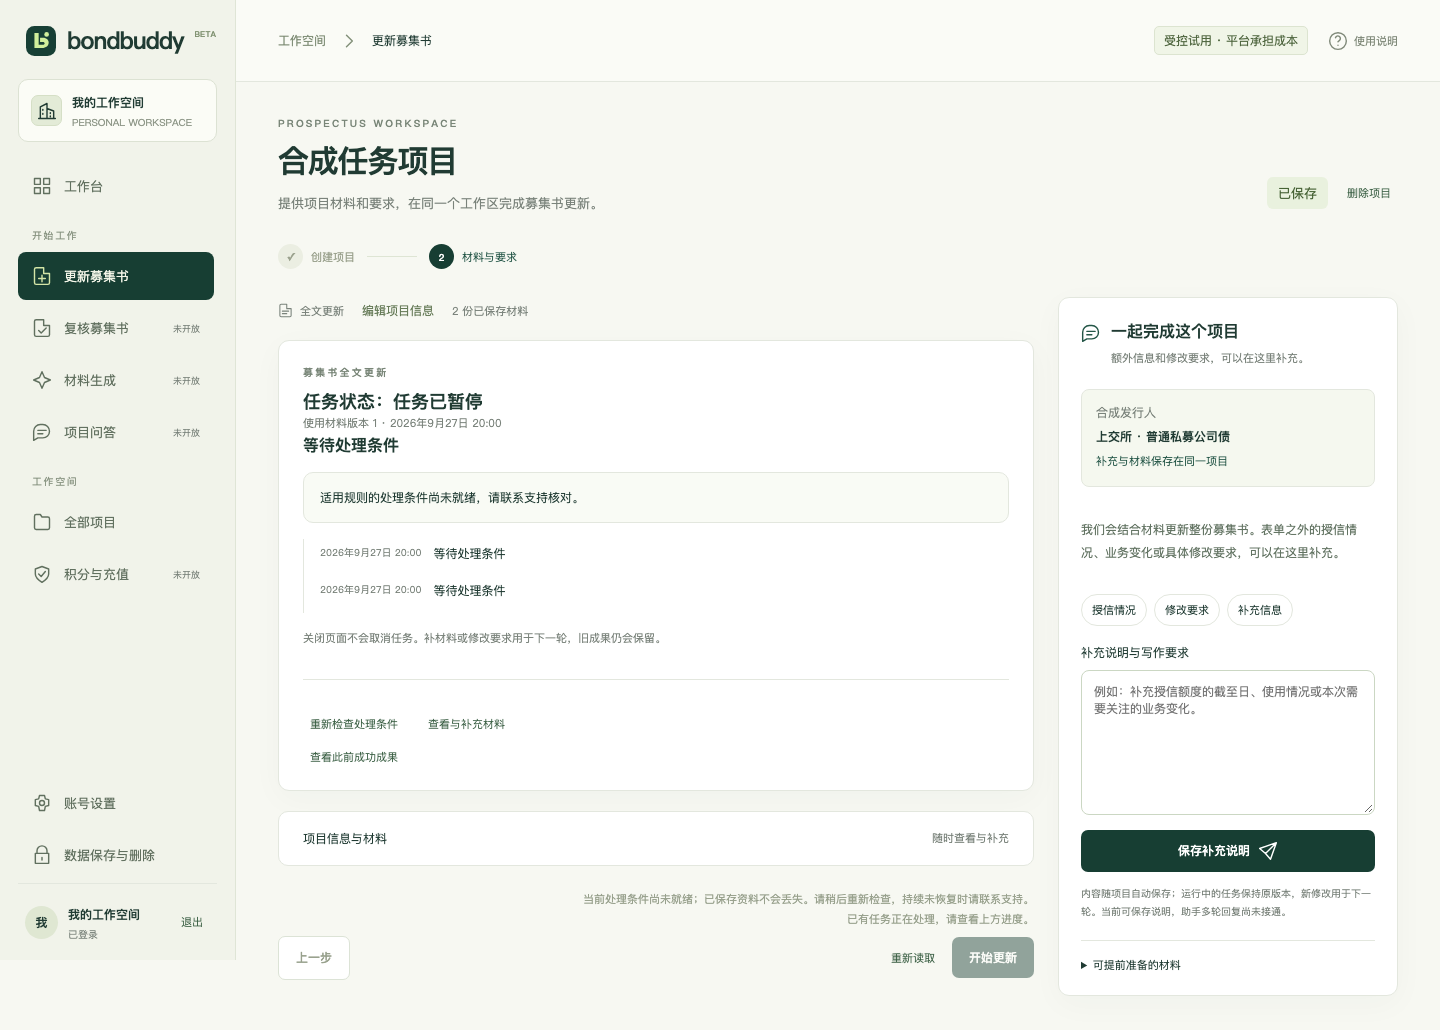 bondbuddy BETA
我的工作空间
PERSONAL WORKSPACE
工作台
开始工作
更新募集书
复核募集书 未开放
材料生成 未开放
项目问答 未开放
工作空间
全部项目
积分与充值 未开放
账号设置
数据保存与删除
我 我的工作空间
已登录
退出
工作空间 更新募集书
受控试用 · 平台承担成本
使用说明
PROSPECTUS WORKSPACE
合成任务项目
提供项目材料和要求，在同一个工作区完成募集书更新。
已保存 删除项目
✓ 创建项目 2 材料与要求
全文更新 编辑项目信息 2 份已保存材料
募集书全文更新
任务状态：任务已暂停
使用材料版本 1 · 2026年9月27日 20:00
等待处理条件
适用规则的处理条件尚未就绪，请联系支持核对。
2026年9月27日 20:00 等待处理条件
2026年9月27日 20:00 等待处理条件
关闭页面不会取消任务。补材料或修改要求用于下一轮，旧成果仍会保留。
重新检查处理条件 查看与补充材料
查看此前成功成果
项目信息与材料 随时查看与补充
当前处理条件尚未就绪；已保存资料不会丢失。请稍后重新检查，持续未恢复时请联系支持。
已有任务正在处理，请查看上方进度。
上一步 重新读取 开始更新
一起完成这个项目
额外信息和修改要求，可以在这里补充。
合成发行人
上交所 · 普通私募公司债
补充与材料保存在同一项目
我们会结合材料更新整份募集书。表单之外的授信情
况、业务变化或具体修改要求，可以在这里补充。
授信情况 修改要求 补充信息
补充说明与写作要求
例如：补充授信额度的截至日、使用情况或本次需
要关注的业务变化。
保存补充说明
内容随项目自动保存；运行中的任务保持原版本，新修改用于下一
轮。当前可保存说明，助手多轮回复尚未接通。
可提前准备的材料